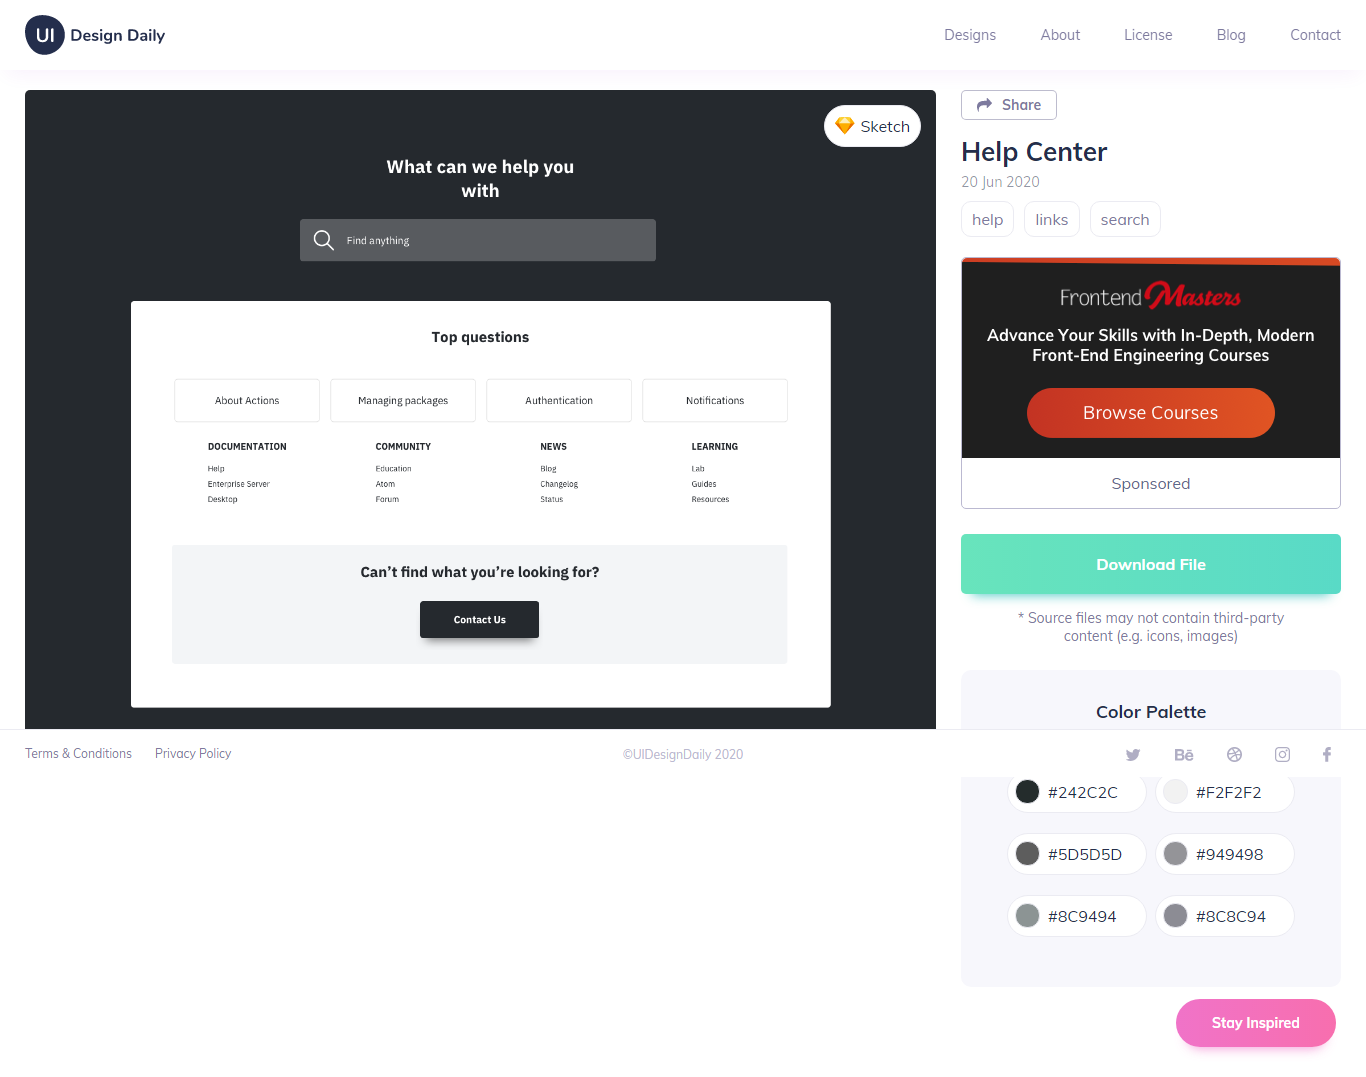 UI Design Daily
Designs About License Blog Contact
Sketch
What can we help you
with
Find anything
Top questions
About Actions Managing packages Authentication Notifications
DOCUMENTATION COMMUNITY NEWS LEARNING
Help Education Blog Lab
Enterprise Server Atom Changelog Guides
Desktop Forum Status Resources
Can’t find what you’re looking for?
Contact Us
Share
Help Center
20 Jun 2020
help links search
Frontend Masters
Advance Your Skills with In-Depth, Modern
Front-End Engineering Courses
Browse Courses
Sponsored
Download File
* Source files may not contain third-party
content (e.g. icons, images)
Color Palette
Terms & Conditions Privacy Policy ©UIDesignDaily 2020 Bē
#242C2C #F2F2F2
#5D5D5D #949498
#8C9494 #8C8C94
Stay Inspired